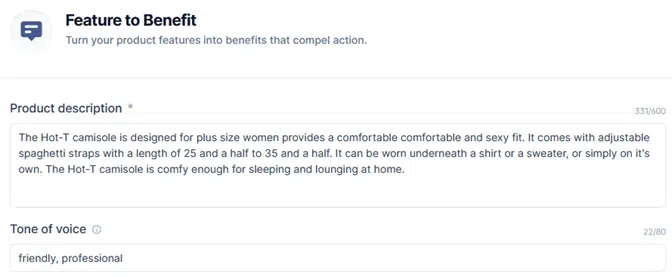 Feature to Benefit
Turn your product features into benefits that compel action.
Product description *
331/600
The Hot-T camisole is designed for plus size women provides a comfortable comfortable and sexy fit. It comes with adjustable
spaghetti straps with a length of 25 and a half to 35 and a half. It can be worn underneath a shirt or a sweater, or simply on it's
own. The Hot-T camisole is comfy enough for sleeping and lounging at home.
Tone of voice
22/80
friendly, professional